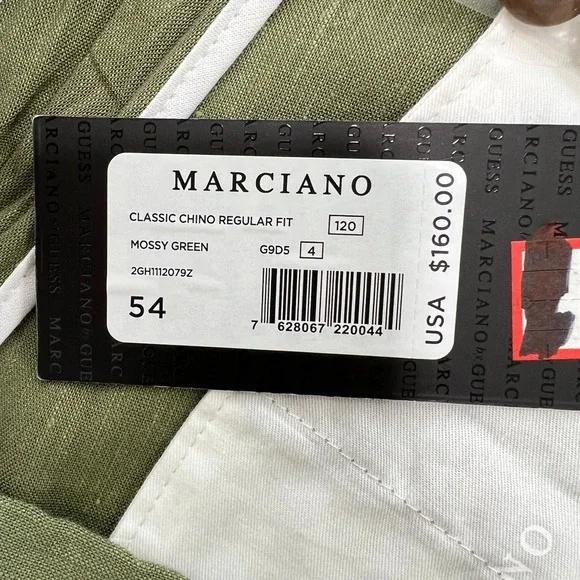 MARCIANO
CLASSIC CHINO REGULAR FIT 120
MOSSY GREEN G9D5 4
2GH1112079Z
54
7 628067 220044
USA $160.00
MARCIANO by GUESS